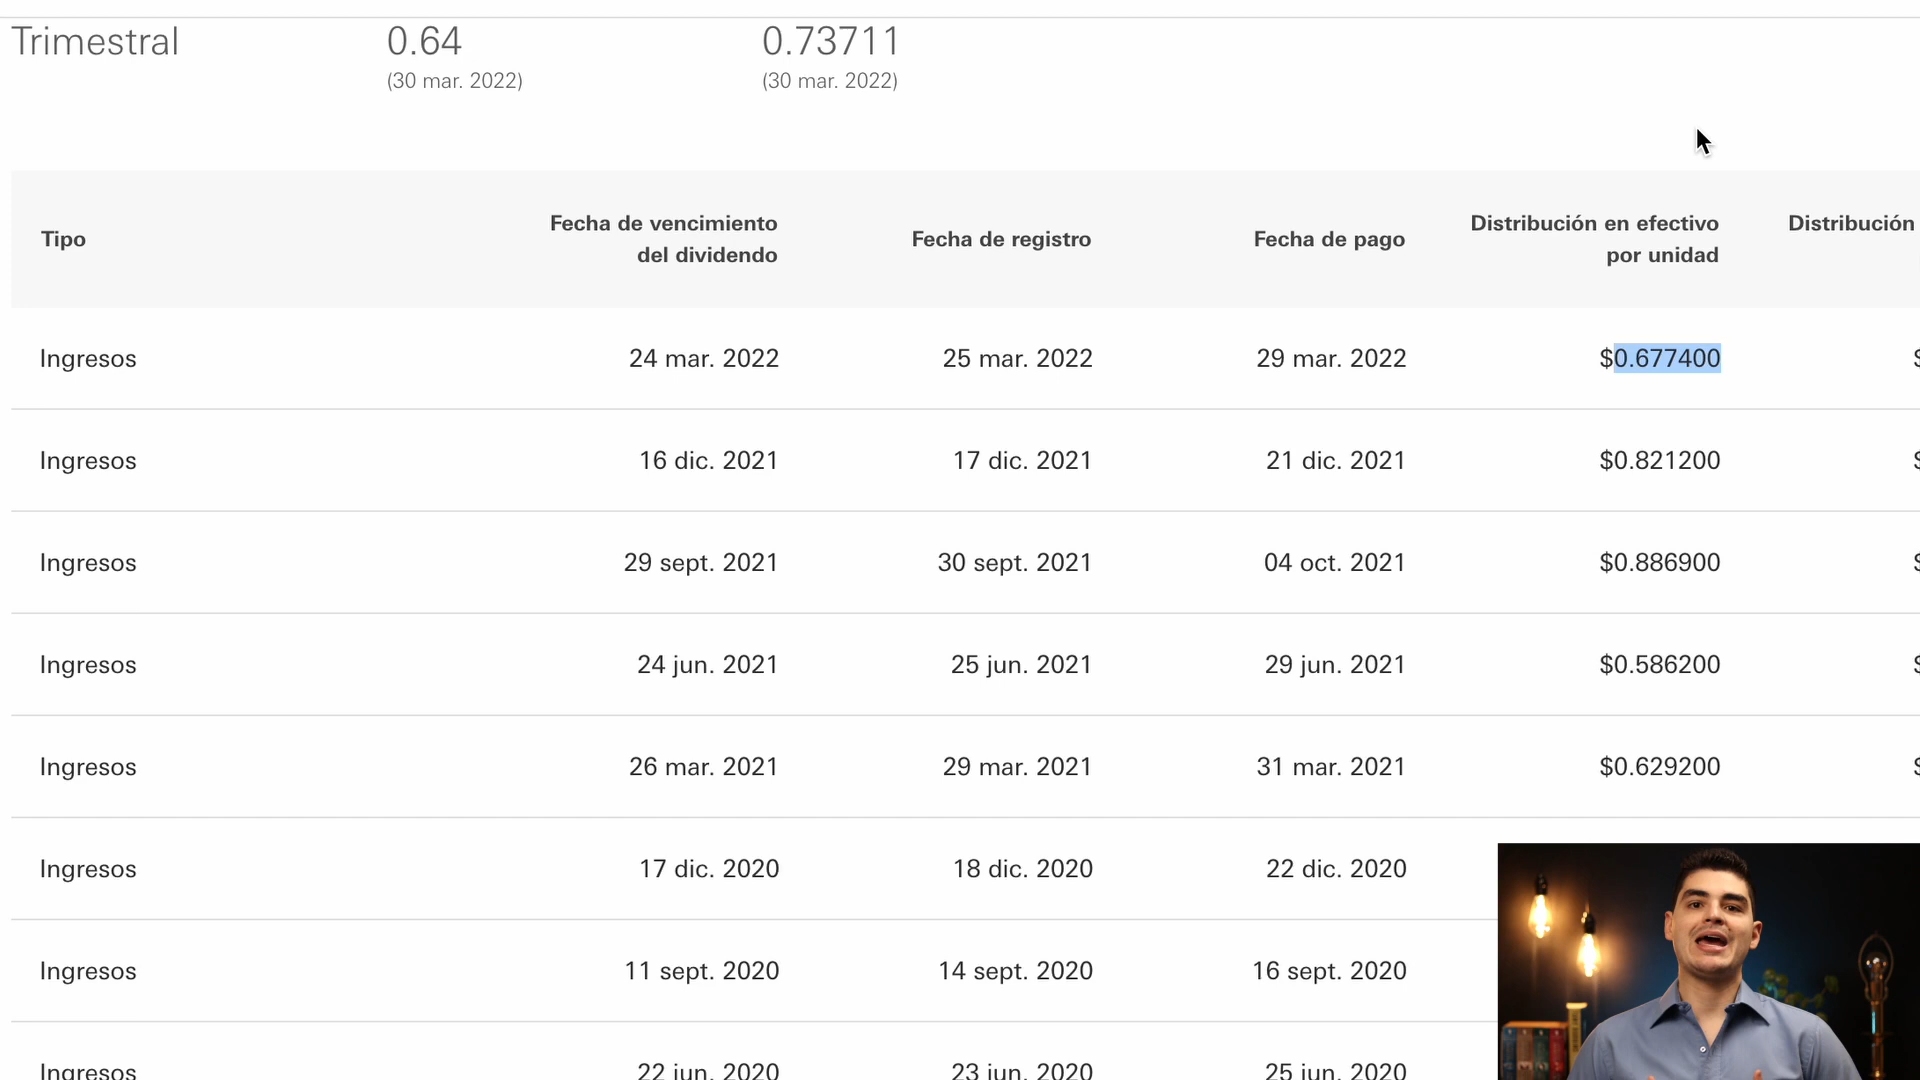 Trimestral 0.64 0.73711
(30 mar. 2022) (30 mar. 2022)
Tipo Fecha de vencimiento del dividendo Fecha de registro Fecha de pago Distribución en efectivo por unidad Distribución
Ingresos 24 mar. 2022 25 mar. 2022 29 mar. 2022 $0.677400 $
Ingresos 16 dic. 2021 17 dic. 2021 21 dic. 2021 $0.821200 $
Ingresos 29 sept. 2021 30 sept. 2021 04 oct. 2021 $0.886900 $
Ingresos 24 jun. 2021 25 jun. 2021 29 jun. 2021 $0.586200 $
Ingresos 26 mar. 2021 29 mar. 2021 31 mar. 2021 $0.629200 $
Ingresos 17 dic. 2020 18 dic. 2020 22 dic. 2020
Ingresos 11 sept. 2020 14 sept. 2020 16 sept. 2020
Ingresos 22 jun. 2020 23 jun. 2020 25 jun. 2020